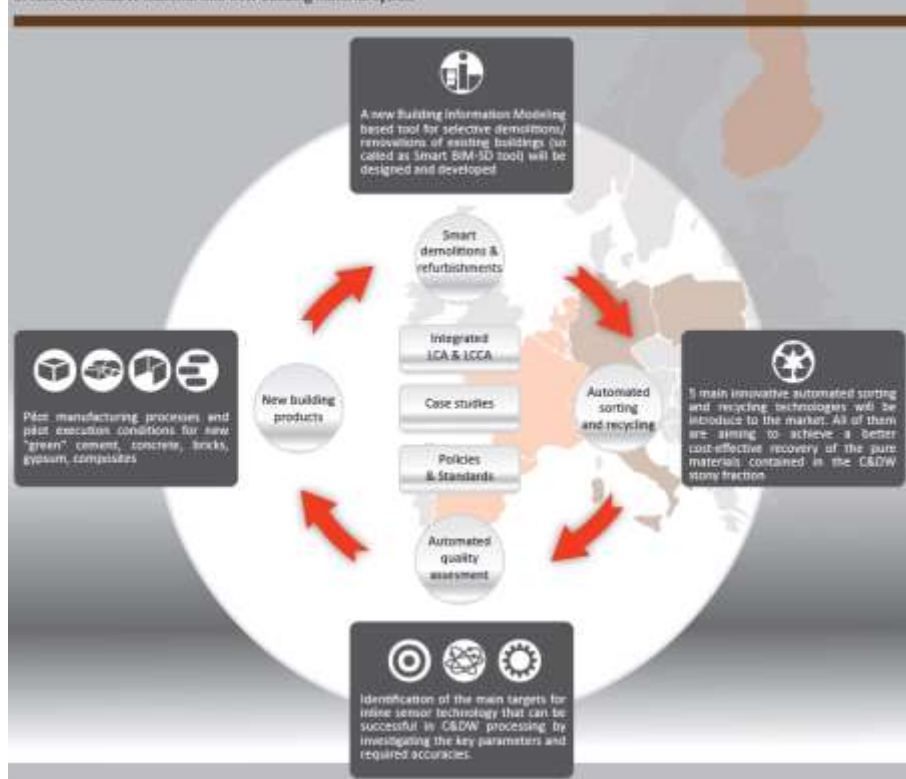 A new Building Information Modeling
based tool for selective demolitions/
renovations of existing buildings (so
called as Smart BIM-SD tool) will be
designed and developed
Smart
demolitions &
refurbishments
Integrated
LCA & LCCA
Case studies
Policies
& Standards
Automated
quality
assesment
New building
products
Automated
sorting
and recycling
Pilot manufacturing processes and
pilot execution conditions for new
"green" cement, concrete, bricks,
gypsum, composites
5 main innovative automated sorting
and recycling technologies will be
introduce to the market. All of them
are aiming to achieve a better
cost-effective recovery of the pure
materials contained in the C&DW
stony fraction
Identification of the main targets for
inline sensor technology that can be
successful in C&DW processing by
investigating the key parameters and
required accuracies.